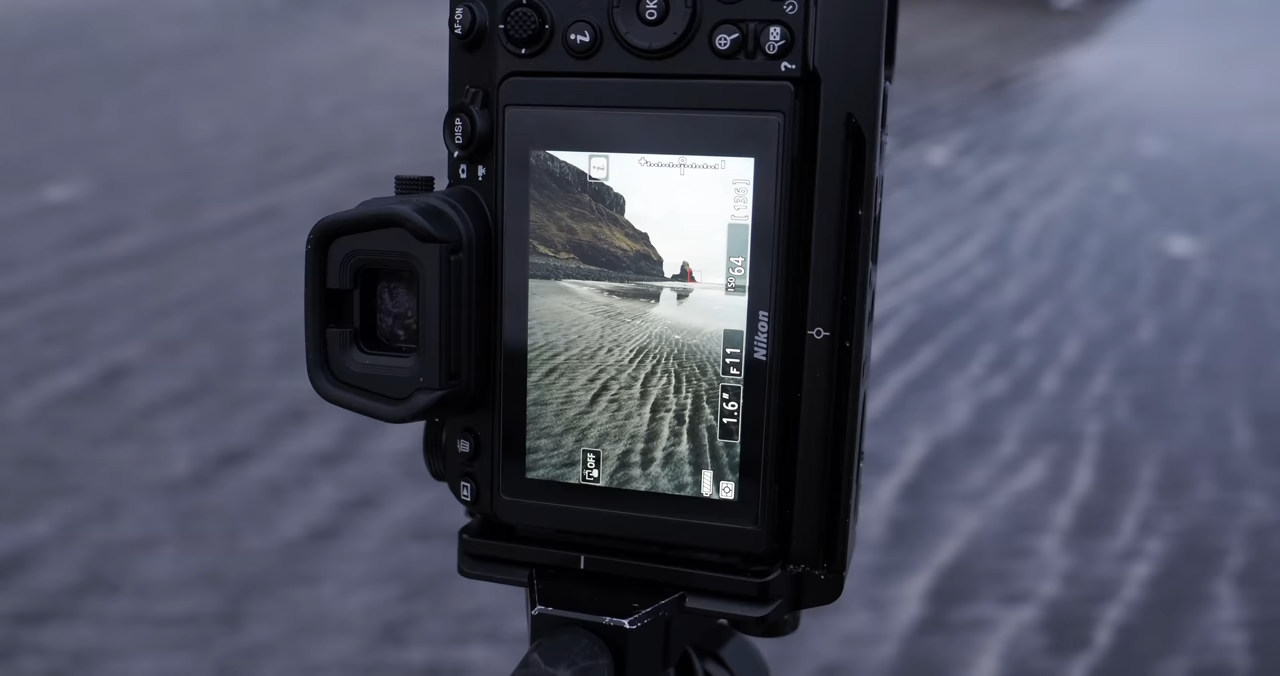 AF-ON
i
OK
?
DISP
[136]
ISO 64
F11
1.6"
OFF
Nikon